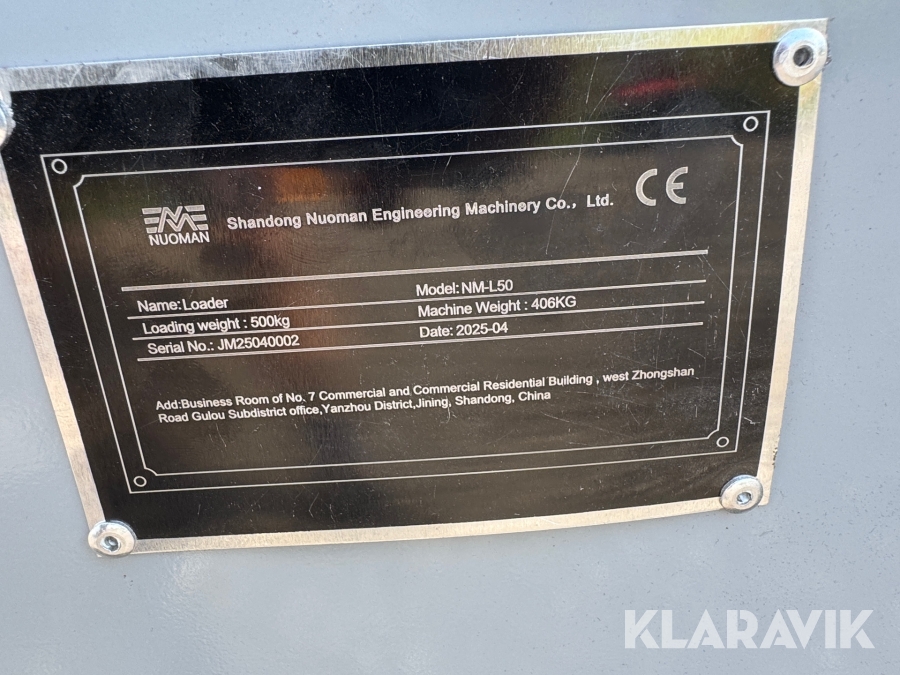 NUOMAN
Shandong Nuoman Engineering Machinery Co., Ltd.
CE
Name:Loader
Model:NM-L50
Loading weight : 500kg
Machine Weight : 406KG
Serial No.: JM25040002
Date: 2025-04
Add:Business Room of No. 7 Commercial and Commercial Residential Building , west Zhongshan
Road Gulou Subdistrict office,Yanzhou District,Jining, Shandong, China
KLARAVIK